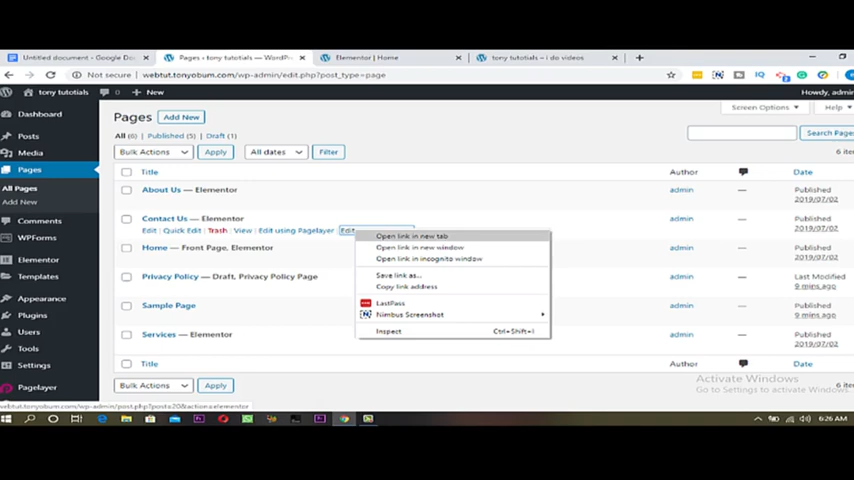 Untitled document - Google Do
Pages ‹ tony tutitals — WordPr
Elementor | Home
tony tutitials – i do videos
Not secure | webtut.tonyobum.com/wp-admin/edit.php?post_type=page
tony tutitials 0 + New Howdy, admin
Dashboard
Posts
Media
Pages
All Pages
Add New
Comments
WPForms
Elementor
Templates
Appearance
Plugins
Users
Tools
Settings
Pagelayer
Screen Options Help
Pages Add New
All (6) | Published (5) | Draft (1)
Search Page
Bulk Actions Apply All dates Filter 6 ite
Title Author Date
About Us — Elementor admin — Published
2019/07/02
Contact Us — Elementor admin — Published
2019/07/02
Edit | Quick Edit | Trash | View | Edit using Pagelayer | Edit
Home — Front Page, Elementor admin — Published
2019/07/02
Privacy Policy — Draft, Privacy Policy Page admin — Last Modified
9 mins ago
Sample Page admin — Published
9 mins ago
Services — Elementor admin — Published
2019/07/02
Title Author Date
Bulk Actions Apply 6 ite
Open link in new tab
Open link in new window
Open link in incognito window
Save link as...
Copy link address
LastPass
Nimbus Screenshot
Inspect Ctrl+Shift+I
Activate Windows
Go to Settings to activate Windows.
webtut.tonyobum.com/wp-admin/post.php?post=20&action=elementor
6:26 AM